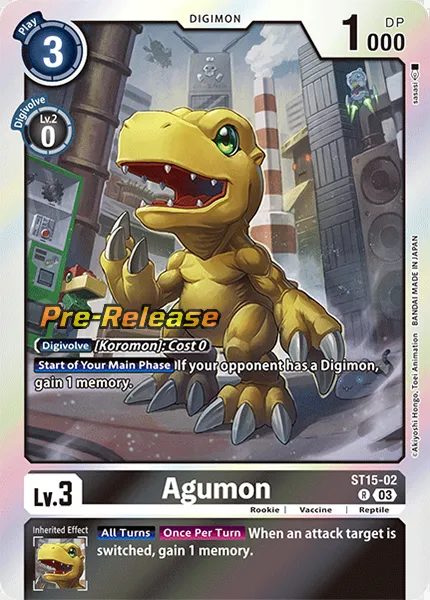 DIGIMON
Play
3
1000
DP
sasasi
Digivolve
Lv.2
0
Pre-Release
Digivolve [Koromon]: Cost 0
Start of Your Main Phase If your opponent has a Digimon,
gain 1 memory.
©Akiyoshi Hongo, Toei Animation BANDAI MADE IN JAPAN
Lv.3
Agumon
ST15-02
R 03
Rookie | Vaccine | Reptile
Inherited Effect
All Turns Once Per Turn When an attack target is
switched, gain 1 memory.